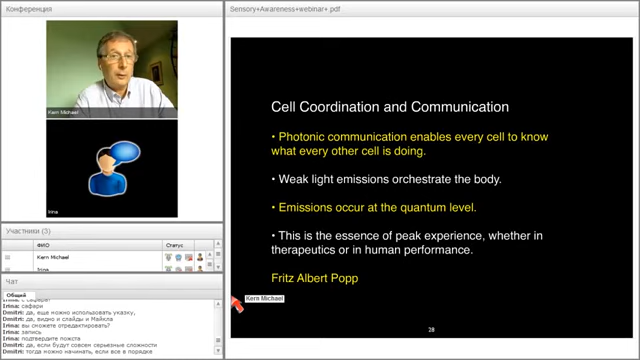 Конференция
Kern Michael
Irina
Участники (3)
ФИО
Статус
Kern Michael
Irina
Чат
Общий
Irina: сафари
Dmitri: да, еще можно использовать указку,
Dmitri: да, видно и слайды и Майкла
Irina: вы сможете отредактировать?
Irina: запись
Irina: подтвердите пожста
Dmitri: да, если будут совсем серьезные сложности
Dmitri: тогда можно начинать, если все в порядке
Sensory+Awareness+webinar+.pdf
Cell Coordination and Communication
• Photonic communication enables every cell to know
what every other cell is doing.
• Weak light emissions orchestrate the body.
• Emissions occur at the quantum level.
• This is the essence of peak experience, whether in
therapeutics or in human performance.
Fritz Albert Popp
Kern Michael
28